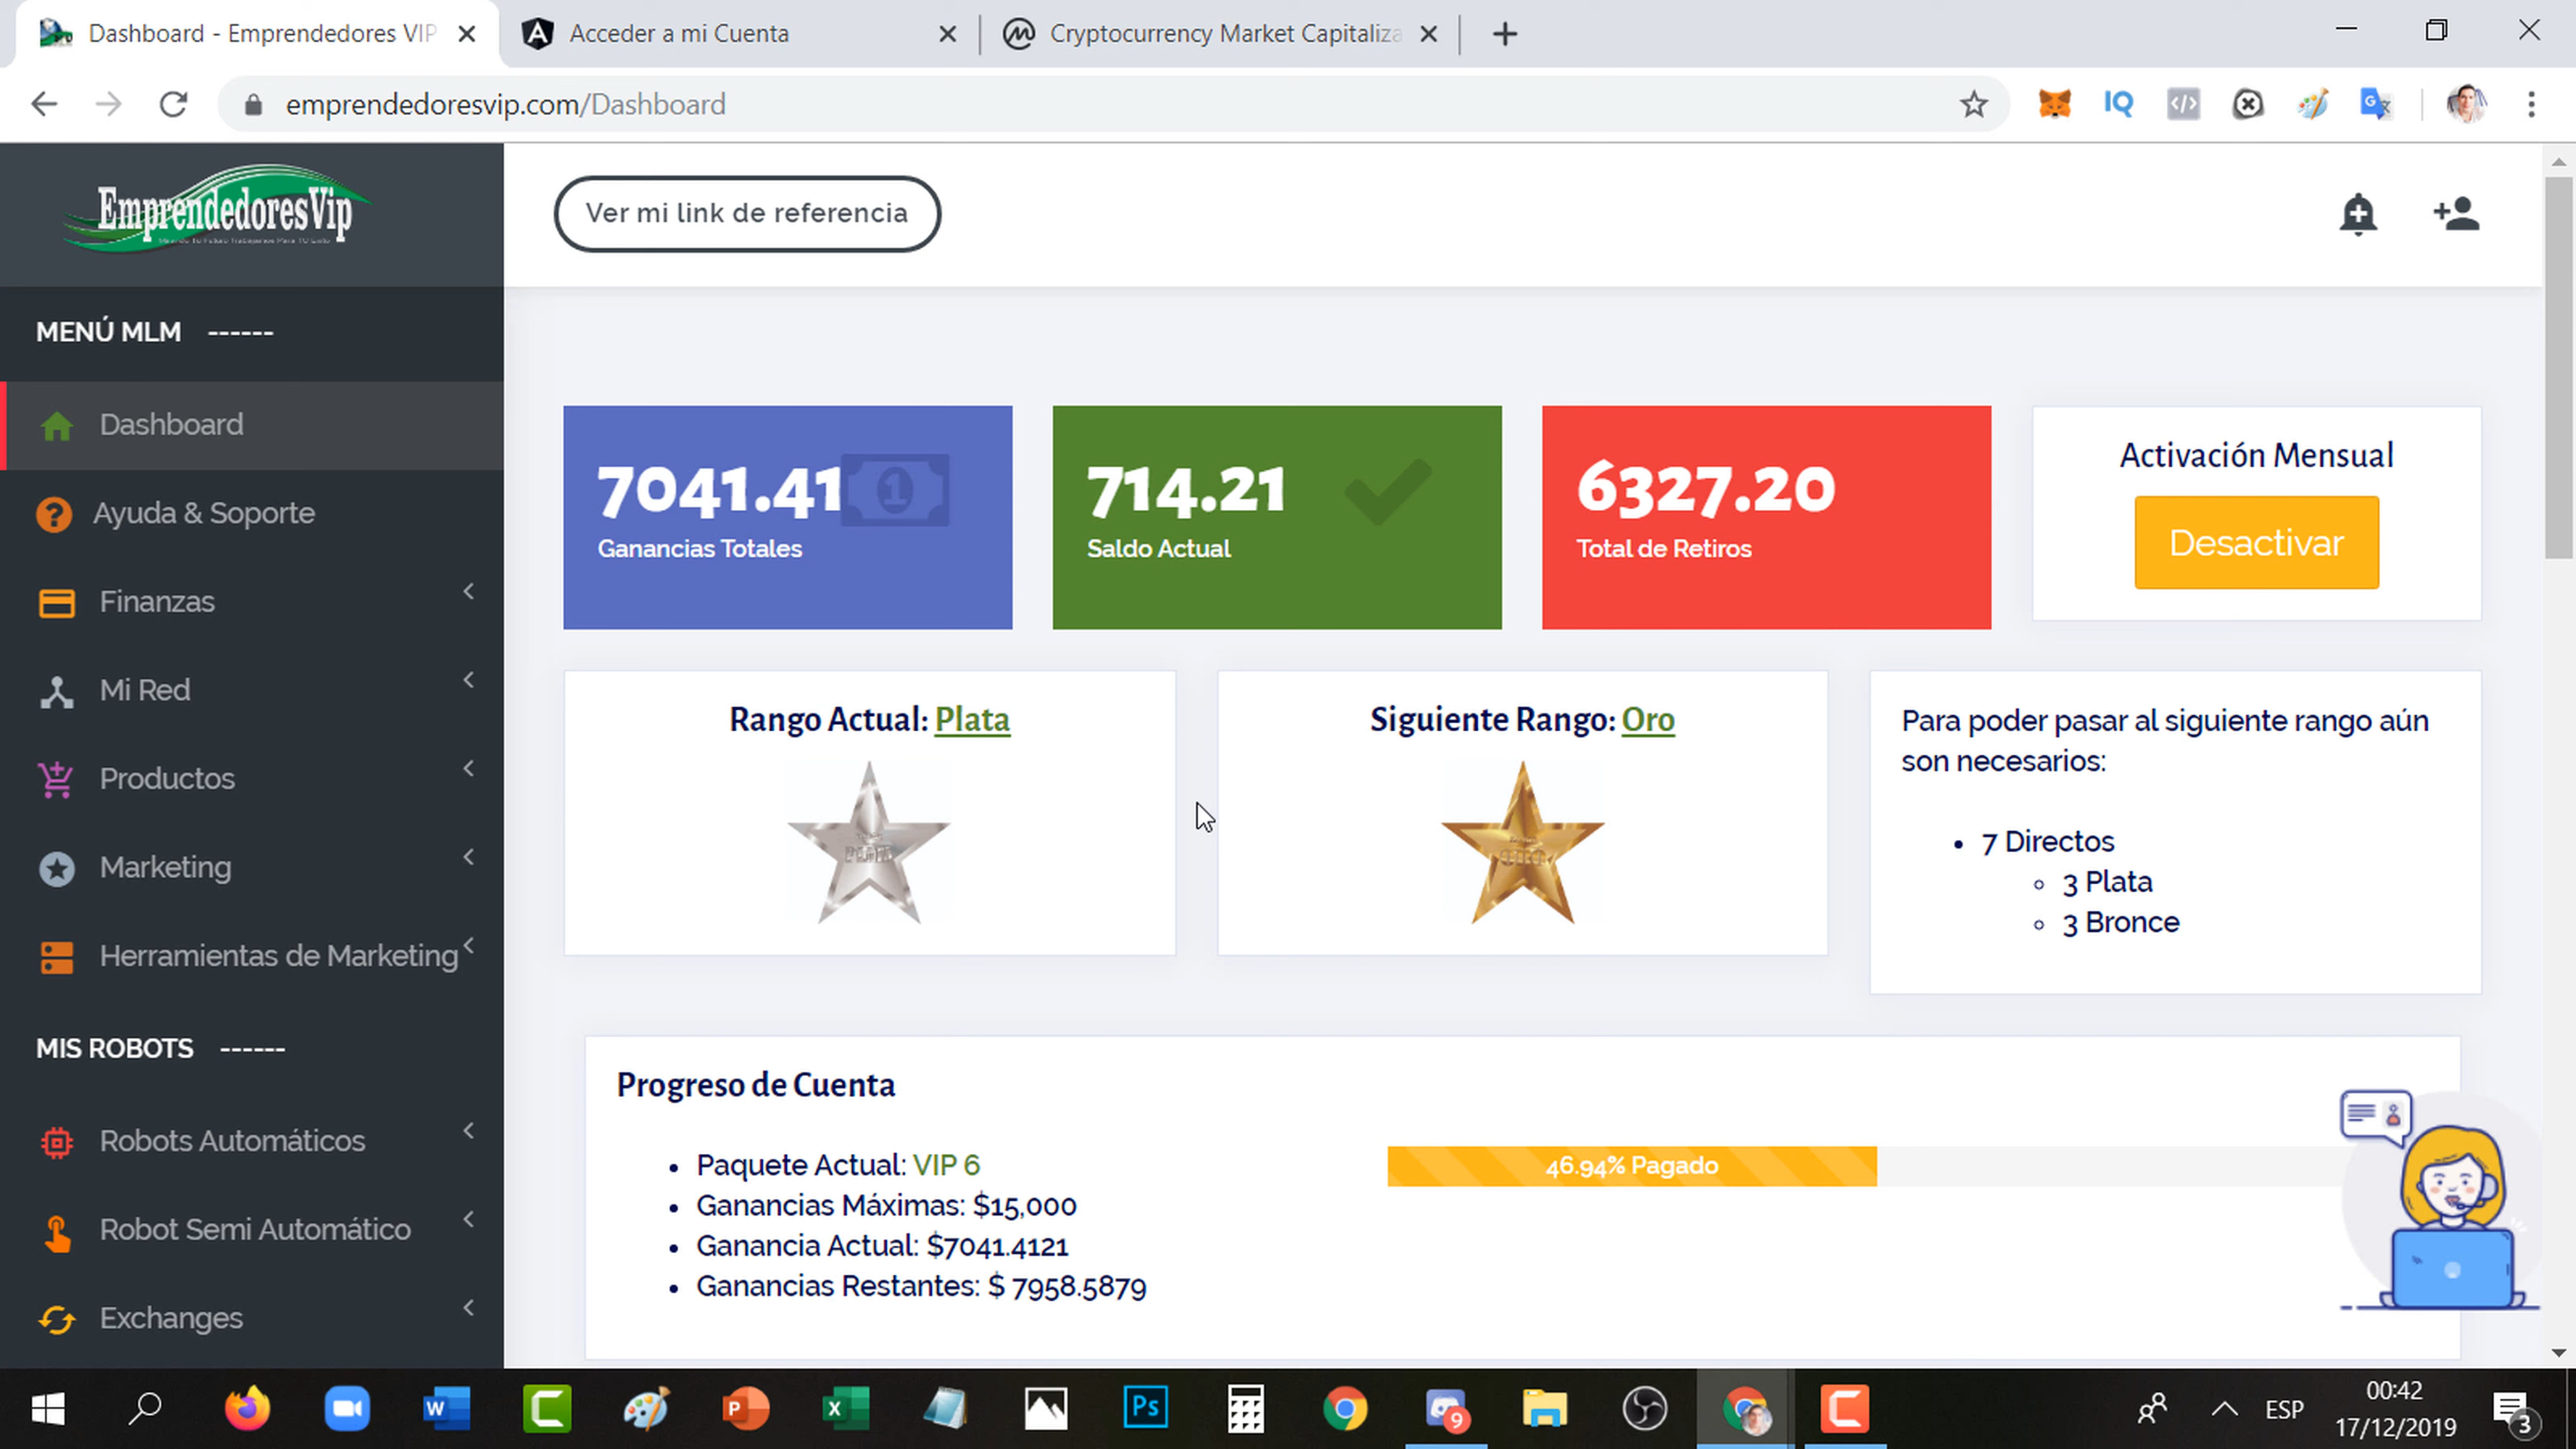 Dashboard - Emprendedores VIP
Acceder a mi Cuenta
Cryptocurrency Market Capitaliza
emprendedoresvip.com/Dashboard
IQ
EmprendedoresVip
Ver mi link de referencia
MENÚ MLM ------
Dashboard
Ayuda & Soporte
Finanzas
Mi Red
Productos
Marketing
Herramientas de Marketing
MIS ROBOTS ------
Robots Automáticos
Robot Semi Automático
Exchanges
7041.41
Ganancias Totales
714.21
Saldo Actual
6327.20
Total de Retiros
Activación Mensual
Desactivar
Rango Actual: Plata
Siguiente Rango: Oro
Para poder pasar al siguiente rango aún
son necesarios:
7 Directos
3 Plata
3 Bronce
Progreso de Cuenta
Paquete Actual: VIP 6
Ganancias Máximas: $15,000
Ganancia Actual: $7041.4121
Ganancias Restantes: $ 7958.5879
46.94% Pagado
9
ESP
00:42
17/12/2019
3